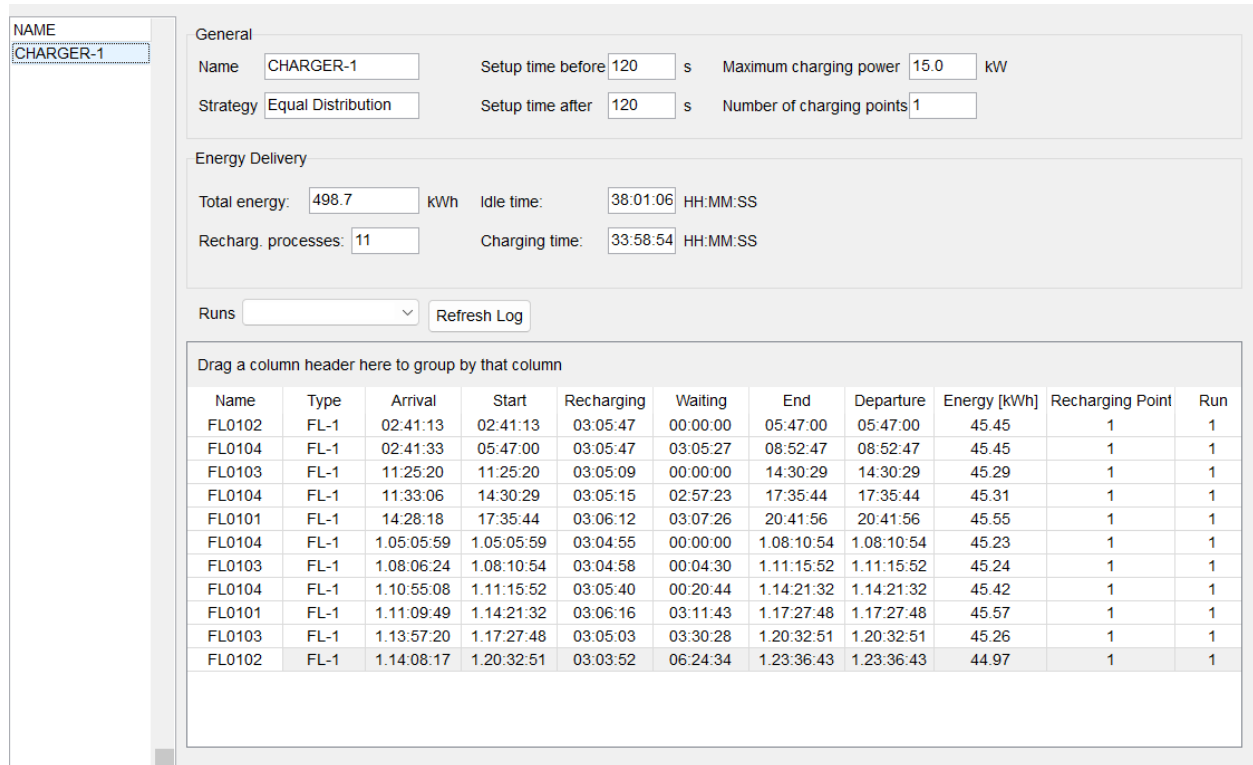 NAME
CHARGER-1
General
Name CHARGER-1 Setup time before 120 s Maximum charging power 15.0 kW
Strategy Equal Distribution Setup time after 120 s Number of charging points 1
Energy Delivery
Total energy: 498.7 kWh Idle time: 38:01:06 HH:MM:SS
Recharg. processes: 11 Charging time: 33:58:54 HH:MM:SS
Runs Refresh Log
Drag a column header here to group by that column
Name Type Arrival Start Recharging Waiting End Departure Energy [kWh] Recharging Point Run
FL0102 FL-1 02:41:13 02:41:13 03:05:47 00:00:00 05:47:00 05:47:00 45.45 1 1
FL0104 FL-1 02:41:33 05:47:00 03:05:47 03:05:27 08:52:47 08:52:47 45.45 1 1
FL0103 FL-1 11:25:20 11:25:20 03:05:09 00:00:00 14:30:29 14:30:29 45.29 1 1
FL0104 FL-1 11:33:06 14:30:29 03:05:15 02:57:23 17:35:44 17:35:44 45.31 1 1
FL0101 FL-1 14:28:18 17:35:44 03:06:12 03:07:26 20:41:56 20:41:56 45.55 1 1
FL0104 FL-1 1.05:05:59 1.05:05:59 03:04:55 00:00:00 1.08:10:54 1.08:10:54 45.23 1 1
FL0103 FL-1 1.08:06:24 1.08:10:54 03:04:58 00:04:30 1.11:15:52 1.11:15:52 45.24 1 1
FL0104 FL-1 1.10:55:08 1.11:15:52 03:05:40 00:20:44 1.14:21:32 1.14:21:32 45.42 1 1
FL0101 FL-1 1.11:09:49 1.14:21:32 03:06:16 03:11:43 1.17:27:48 1.17:27:48 45.57 1 1
FL0103 FL-1 1.13:57:20 1.17:27:48 03:05:03 03:30:28 1.20:32:51 1.20:32:51 45.26 1 1
FL0102 FL-1 1.14:08:17 1.20:32:51 03:03:52 06:24:34 1.23:36:43 1.23:36:43 44.97 1 1